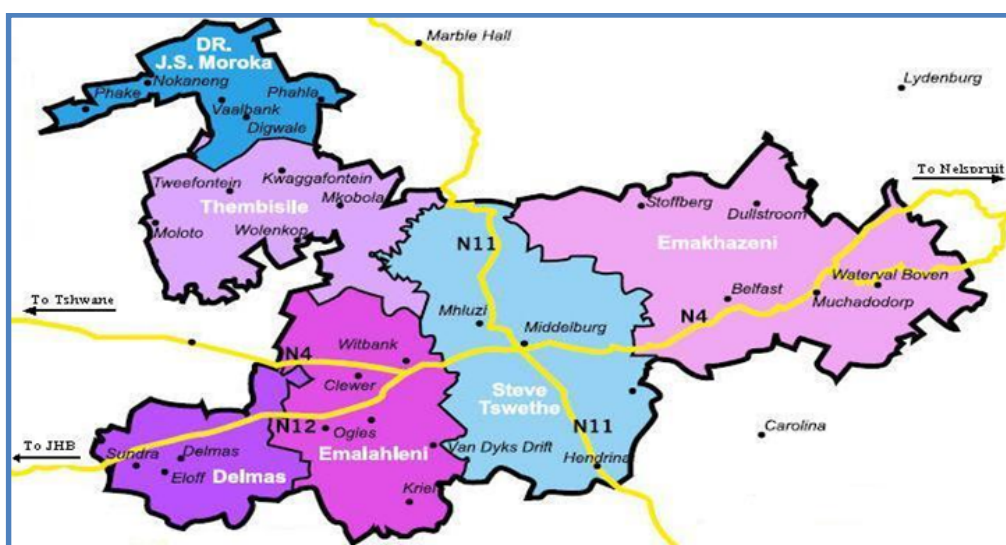 Marble Hall
DR.
J.S. Moroka
Nokaneng
Phake
Phahla
Vaalbank
Digwale
Lydenburg
To Nelspruit
Kwaggafontein
Tweefontein
Mkobola
Thembisile
Moloto
Wolenkop
Stoffberg
Dullstroom
Emakhazeni
N11
Waterval Boven
Belfast
Muchadodorp
To Tshwane
N4
Mhluzi
Middelburg
N4
Witbank
Clewer
Steve
Tswethe
N12
Ogies
N11
Carolina
To JHB
Sundra
Delmas
Eloff
Delmas
Emalahleni
Van Dyks Drift
Hendrina
Kriel